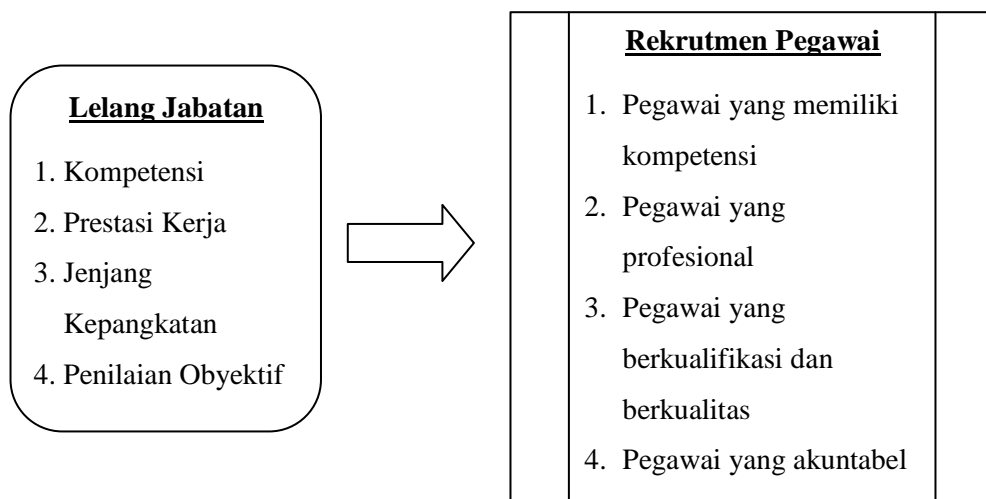 Lelang Jabatan
1. Kompetensi
2. Prestasi Kerja
3. Jenjang
Kepangkatan
4. Penilaian Obyektif
Rekrutmen Pegawai
1. Pegawai yang memiliki
kompetensi
2. Pegawai yang
profesional
3. Pegawai yang
berkualifikasi dan
berkualitas
4. Pegawai yang akuntabel